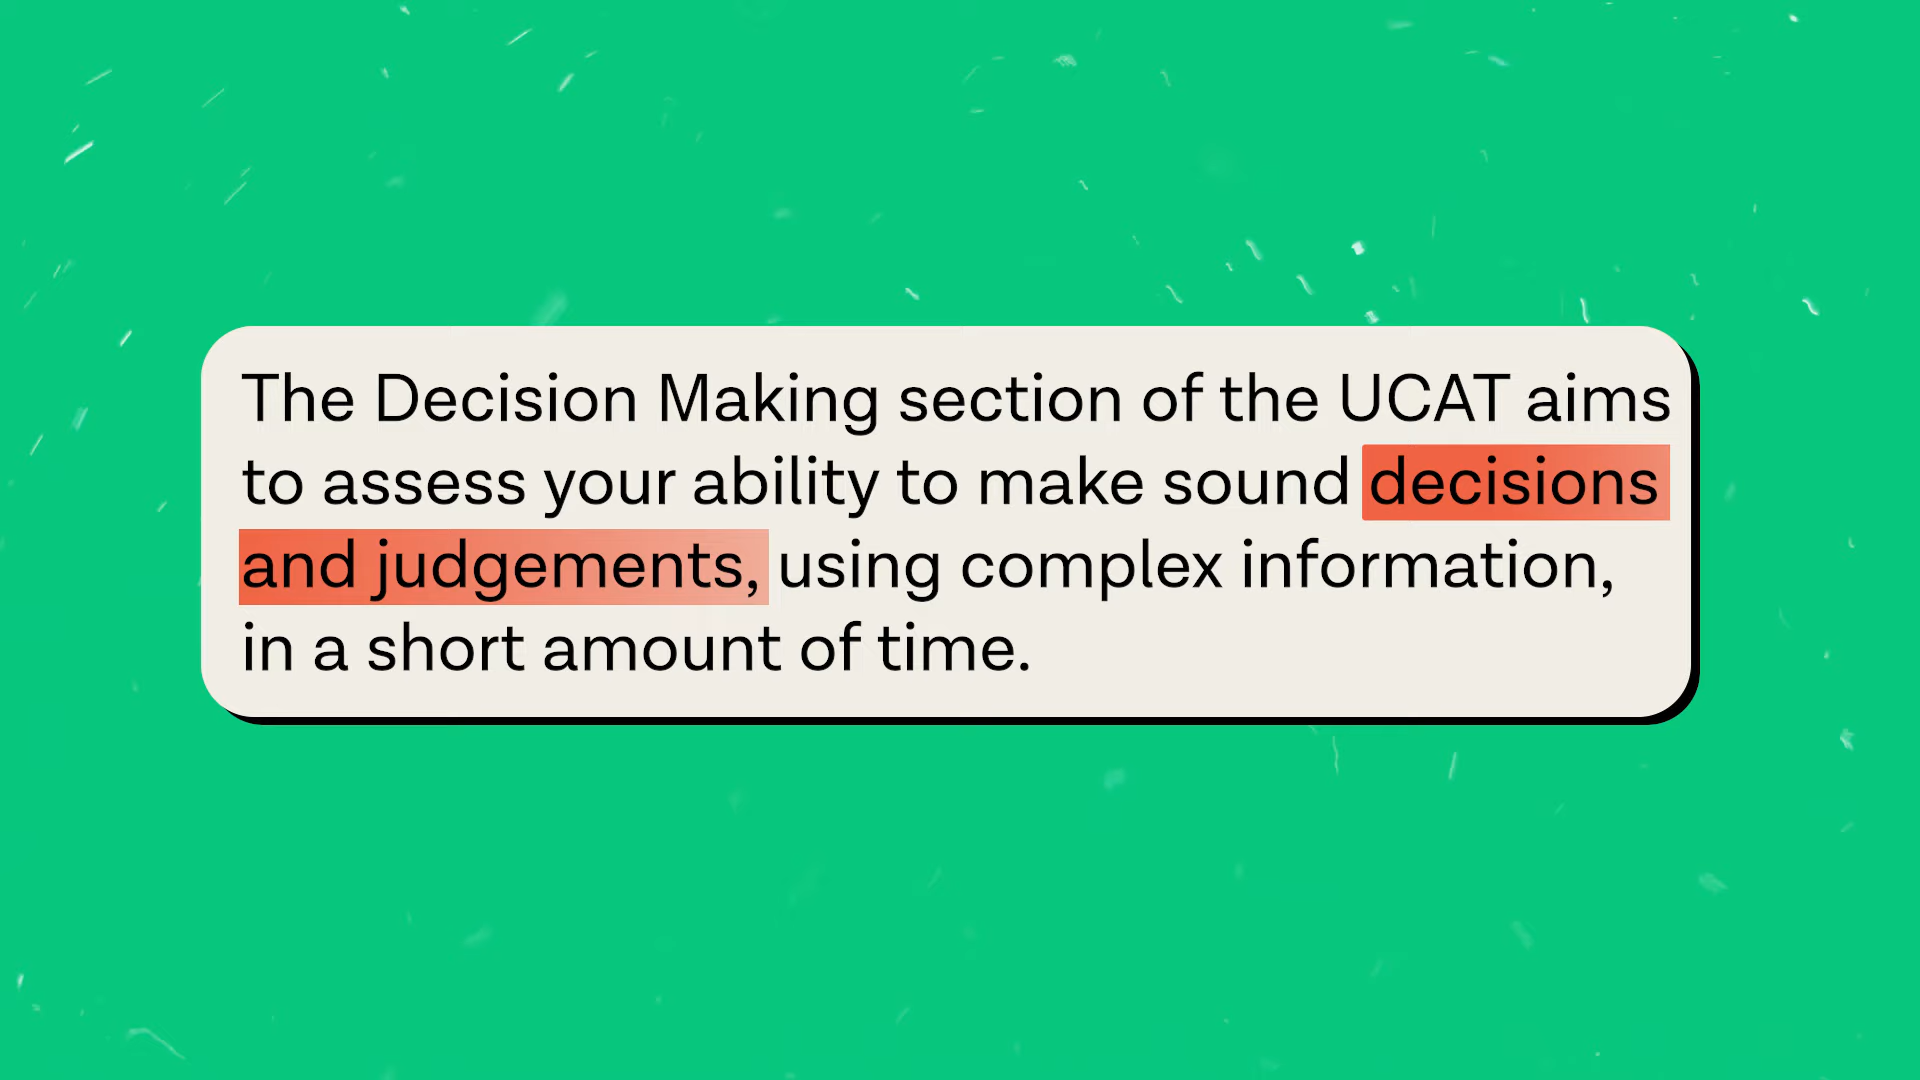 The Decision Making section of the UCAT aims
to assess your ability to make sound decisions
and judgements, using complex information,
in a short amount of time.